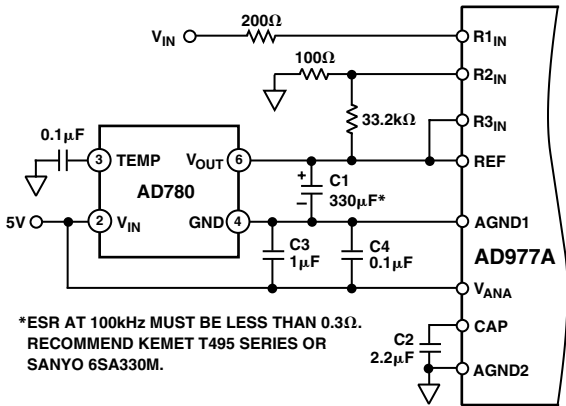 200Ω
V_IN
R1_IN
100Ω
R2_IN
33.2kΩ
R3_IN
0.1µF
3 TEMP
V_OUT 6
REF
AD780
+
C1
–
330µF*
5V
2 V_IN
GND 4
AGND1
AD977A
C3
1µF
C4
0.1µF
V_ANA
*ESR AT 100kHz MUST BE LESS THAN 0.3Ω.
RECOMMEND KEMET T495 SERIES OR
SANYO 6SA330M.
C2
2.2µF
CAP
AGND2